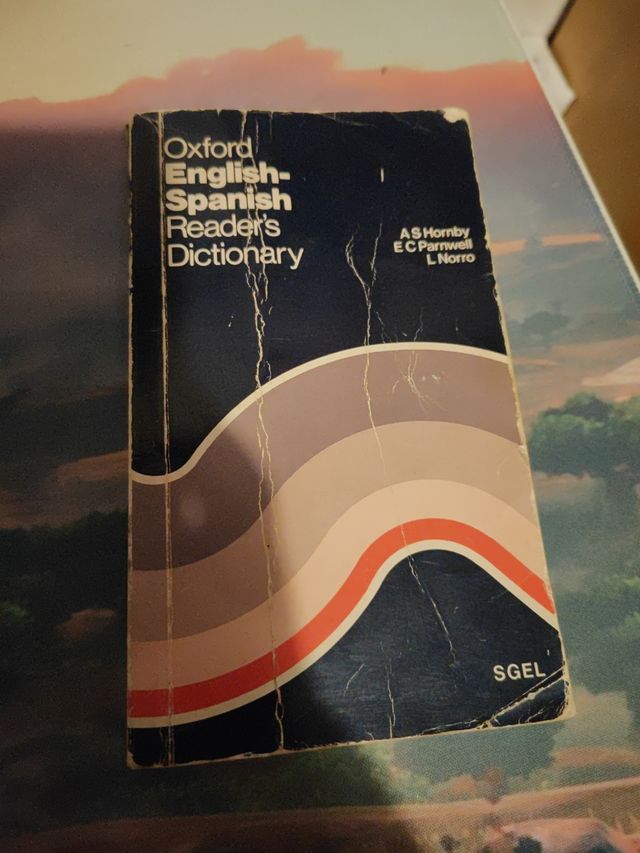 Oxford
English-
Spanish
Reader's
Dictionary
A S Hornby
E C Parnwell
L Norro
SGEL